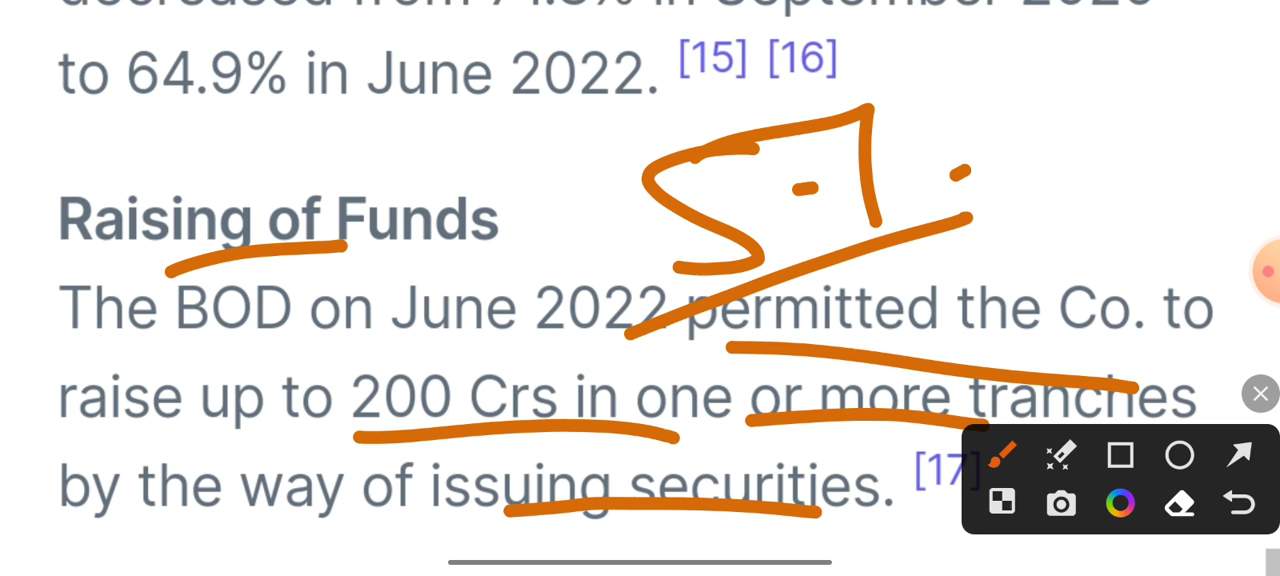 to 64.9% in June 2022. [15] [16]
Raising of Funds
The BOD on June 2022 permitted the Co. to
raise up to 200 Crs in one or more tranches
by the way of issuing securities. [17]